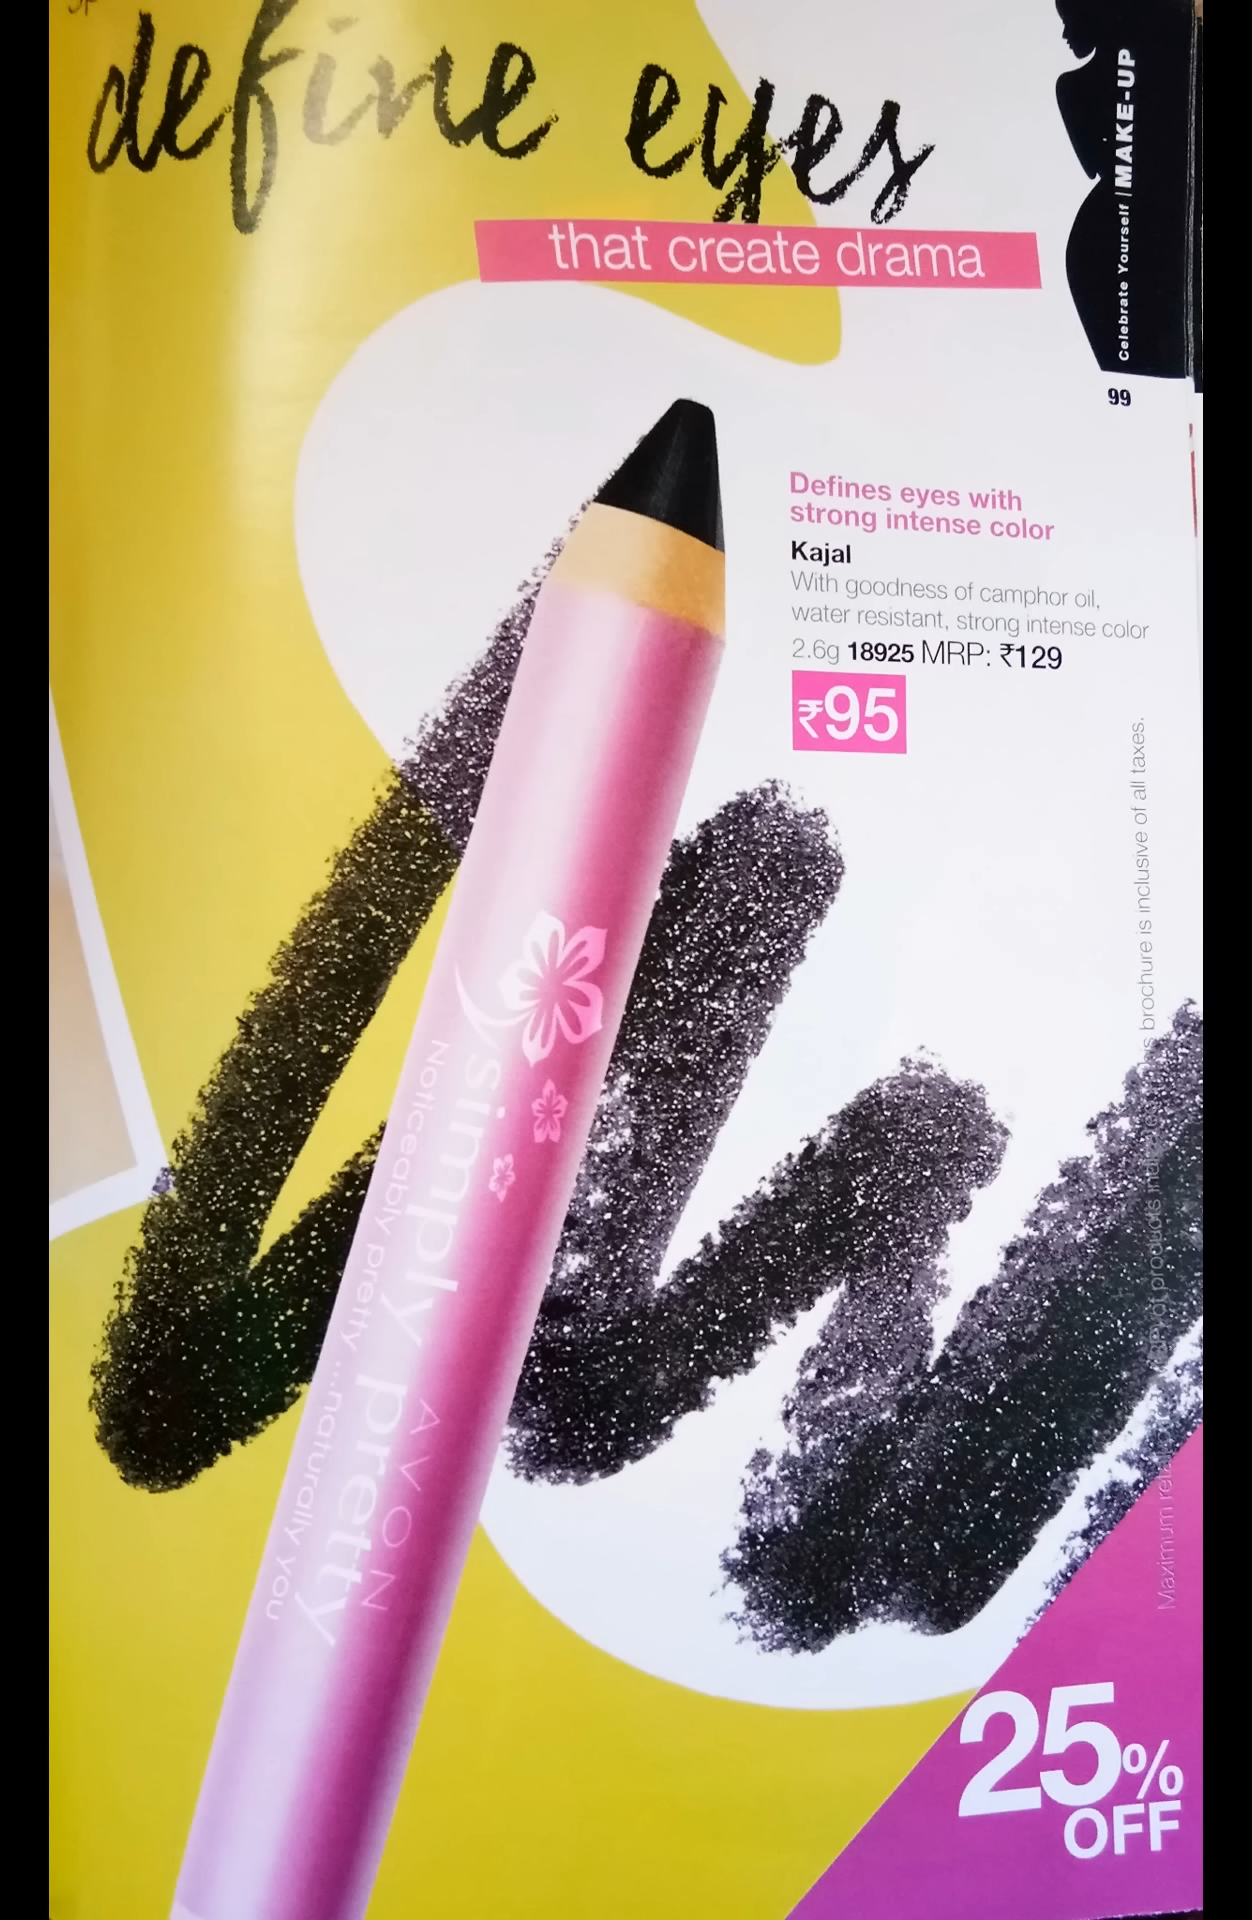 define eyes
that create drama
Celebrate Yourself | MAKE-UP
99
Defines eyes with
strong intense color
Kajal
With goodness of camphor oil,
water resistant, strong intense color
2.6g 18925 MRP: ₹129
₹95
simply pretty
Noticeably pretty ...naturally you
AVON
Maximum brochure is inclusive of all taxes.
25%
OFF